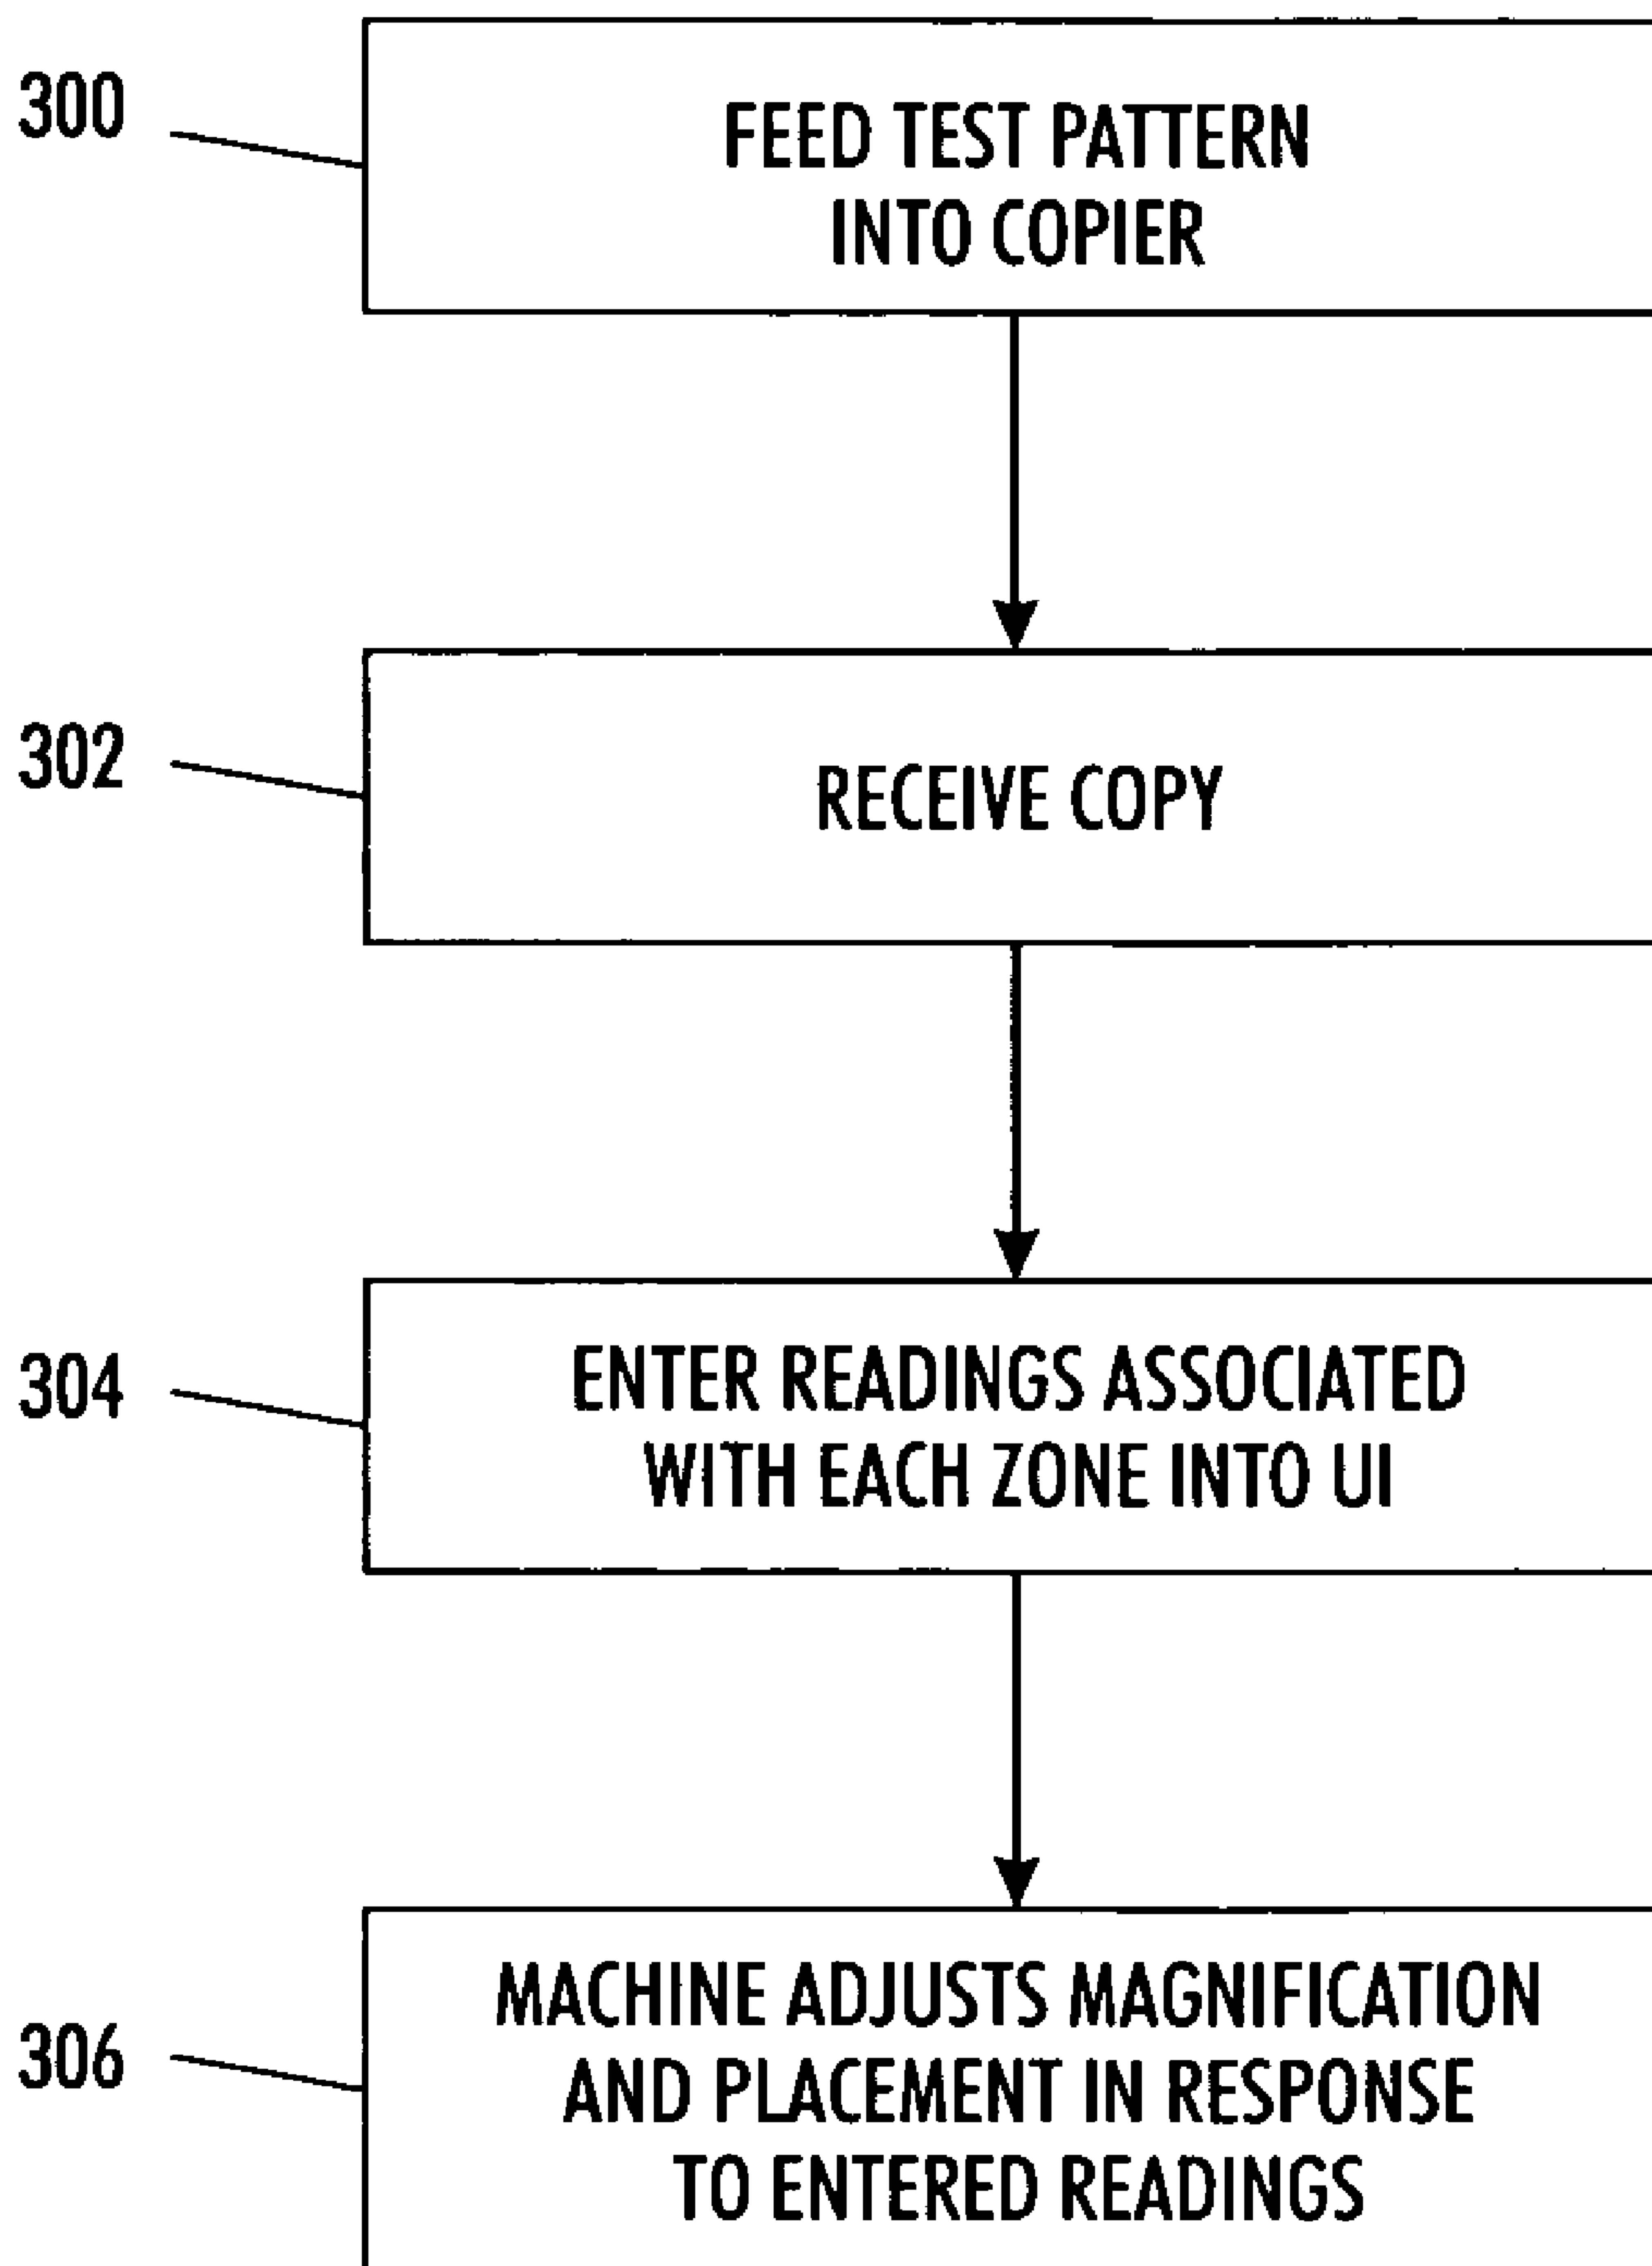 300
FEED TEST PATTERN
INTO COPIER
302
RECEIVE COPY
304
ENTER READINGS ASSOCIATED
WITH EACH ZONE INTO UI
306
MACHINE ADJUSTS MAGNIFICATION
AND PLACEMENT IN RESPONSE
TO ENTERED READINGS